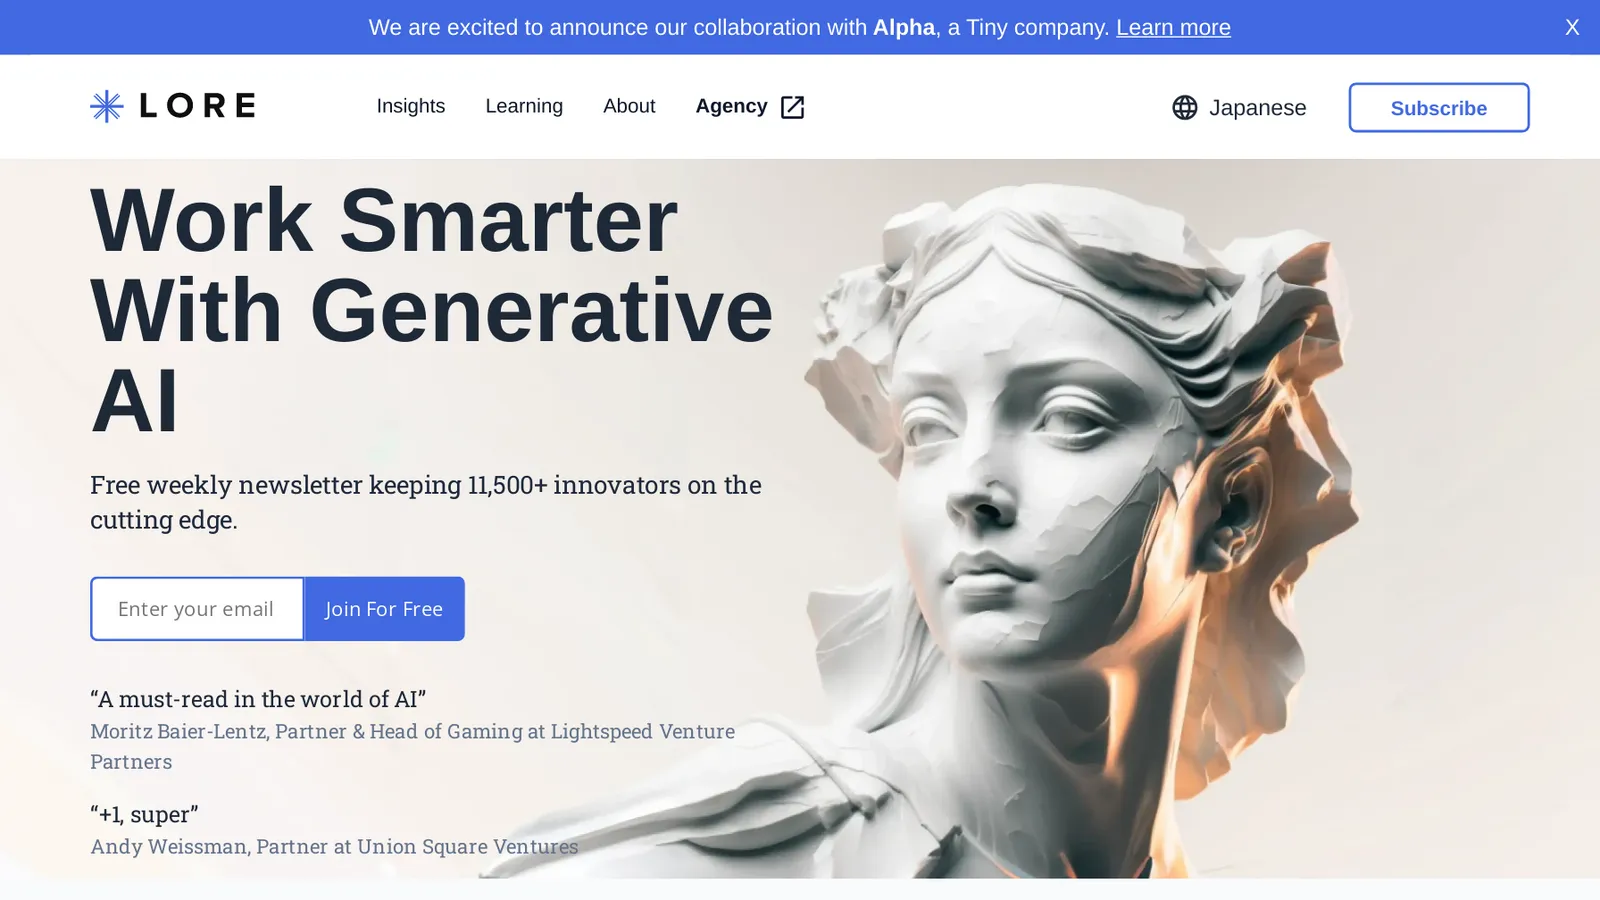 We are excited to announce our collaboration with Alpha, a Tiny company. Learn more
X
LORE
Insights
Learning
About
Agency
Japanese
Subscribe
Work Smarter
With Generative
AI
Free weekly newsletter keeping 11,500+ innovators on the
cutting edge.
Enter your email
Join For Free
“A must-read in the world of AI”
Moritz Baier-Lentz, Partner & Head of Gaming at Lightspeed Venture
Partners
“+1, super”
Andy Weissman, Partner at Union Square Ventures